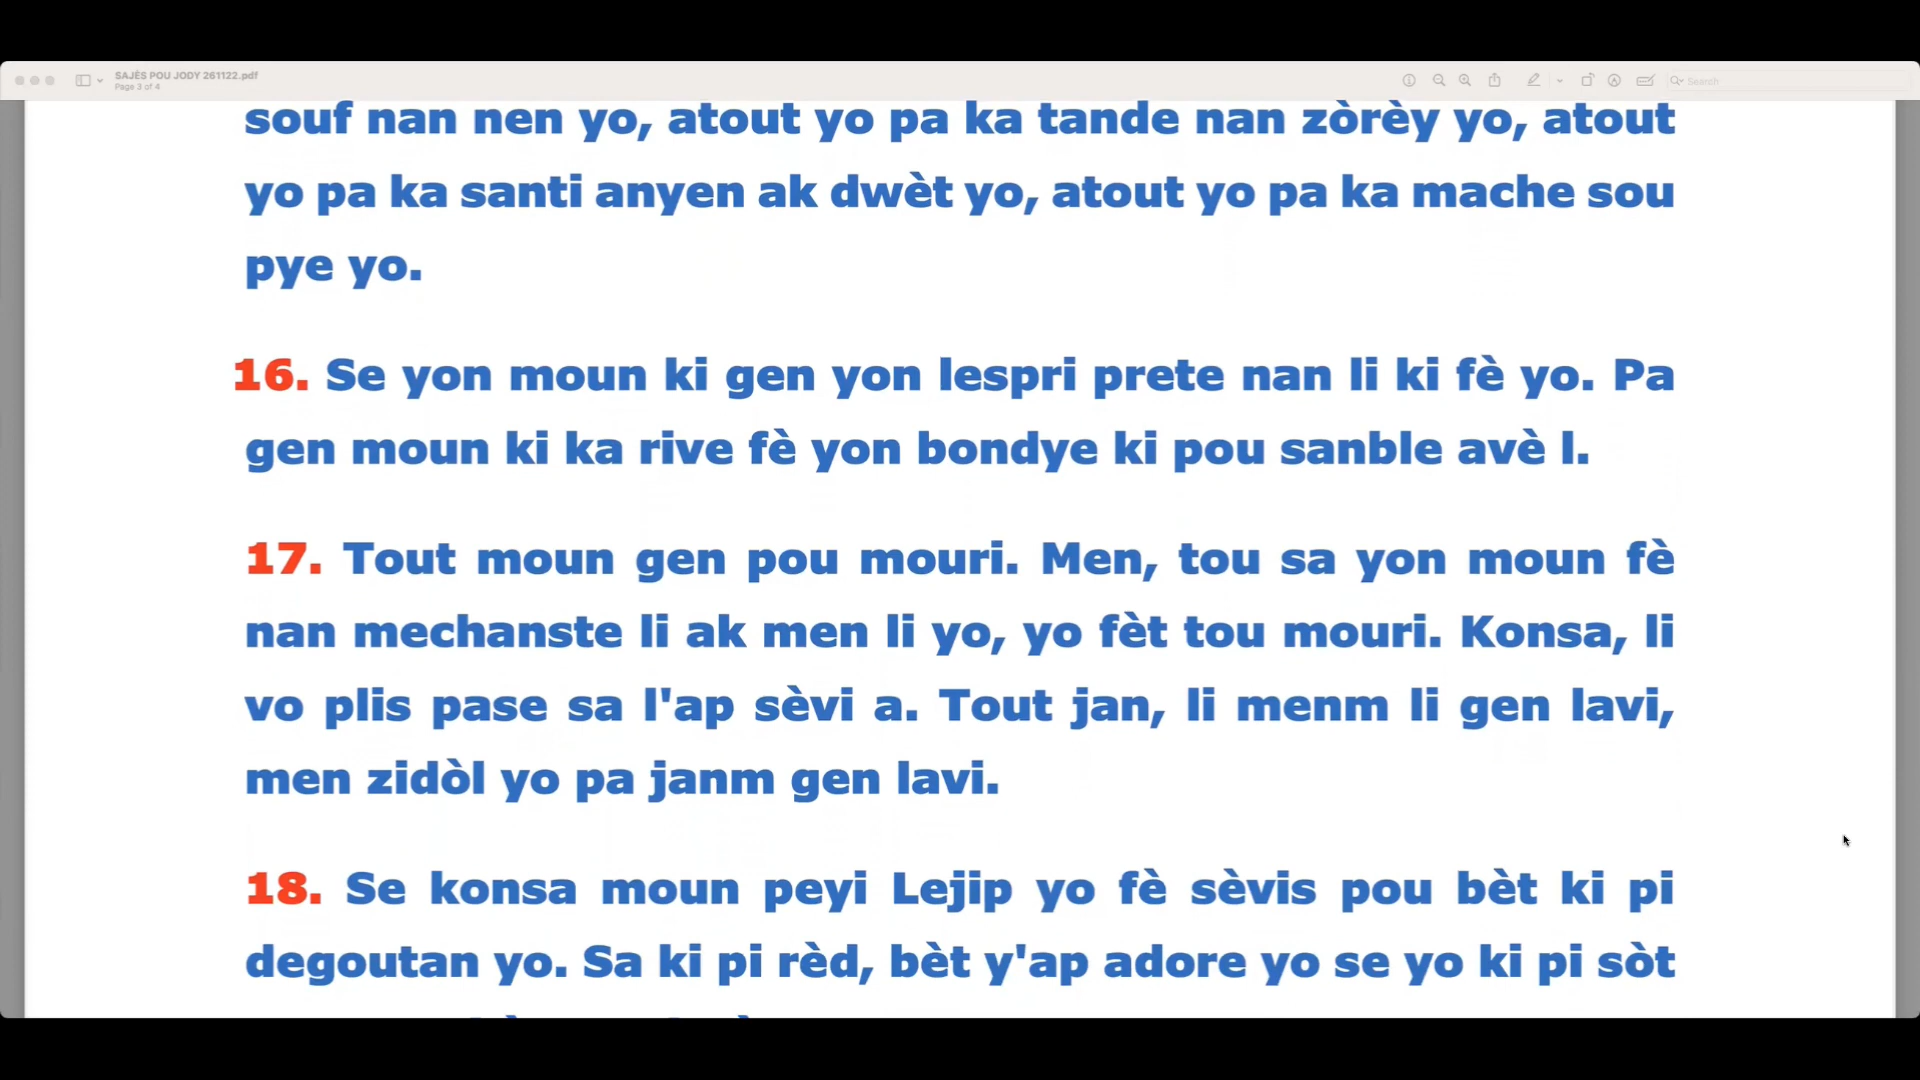 SAJÈS POU JODY 261122.pdf
Page 3 of 4
Search
souf nan nen yo, atout yo pa ka tande nan zòrèy yo, atout
yo pa ka santi anyen ak dwèt yo, atout yo pa ka mache sou
pye yo.
16. Se yon moun ki gen yon lespri prete nan li ki fè yo. Pa
gen moun ki ka rive fè yon bondye ki pou sanble avè l.
17. Tout moun gen pou mouri. Men, tou sa yon moun fè
nan mechanste li ak men li yo, yo fèt tou mouri. Konsa, li
vo plis pase sa l'ap sèvi a. Tout jan, li menm li gen lavi,
men zidòl yo pa janm gen lavi.
18. Se konsa moun peyi Lejip yo fè sèvis pou bèt ki pi
degoutan yo. Sa ki pi rèd, bèt y'ap adore yo se yo ki pi sòt